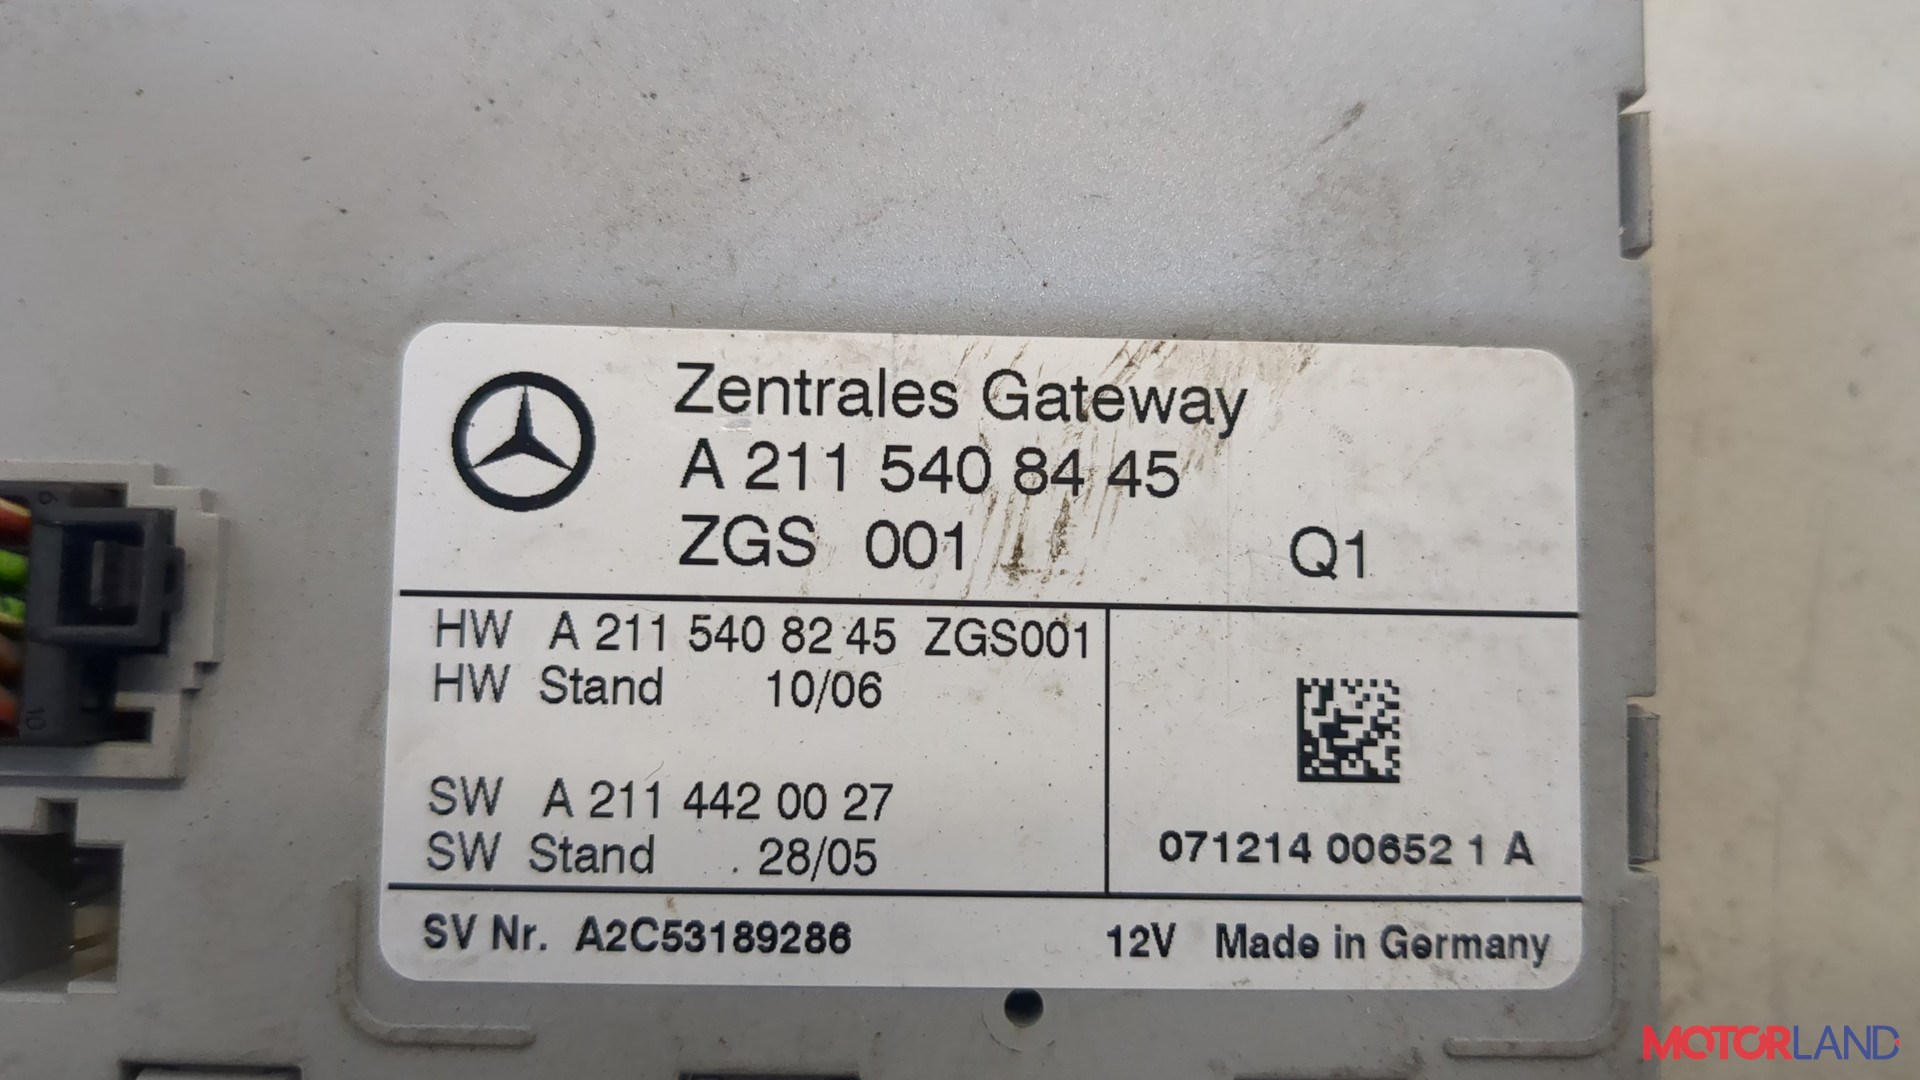 Zentrales Gateway
A 211 540 84 45
ZGS 001 Q1
HW A 211 540 82 45 ZGS001
HW Stand 10/06
SW A 211 442 00 27
SW Stand 28/05
071214 00652 1 A
SV Nr. A2C53189286 12V Made in Germany
6
10
MOTORLAND